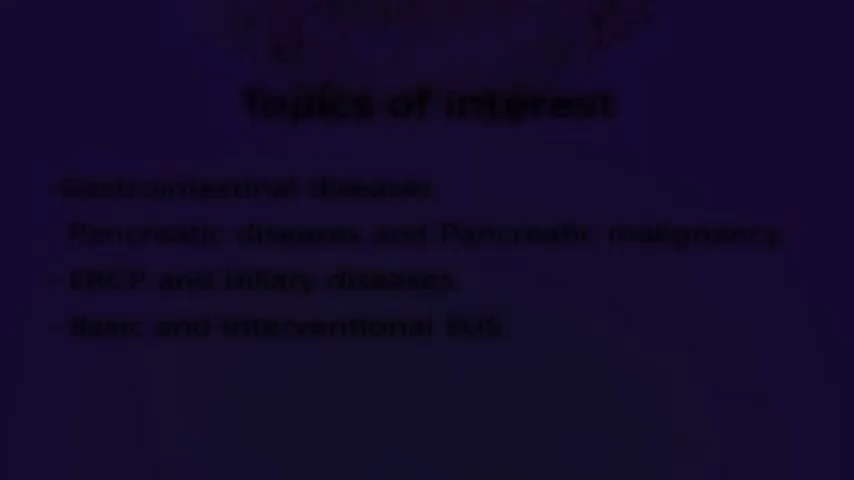 Topics of Interest
- Gastrointestinal diseases
- Pancreatic diseases and Pancreatic malignancy
- ERCP and Biliary diseases
- Basic and interventional EUS